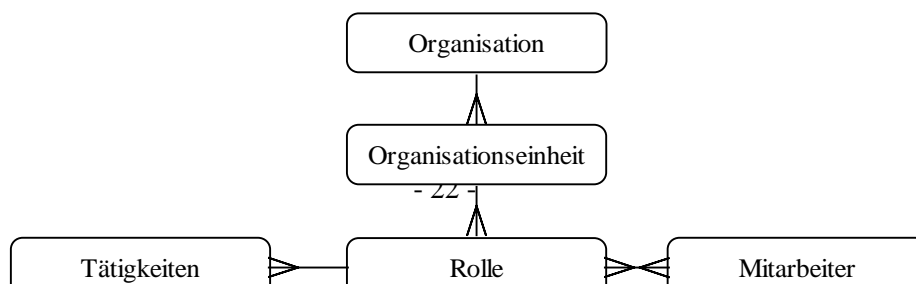 Organisation
Organisationseinheit
- 22 -
Tätigkeiten
Rolle
Mitarbeiter